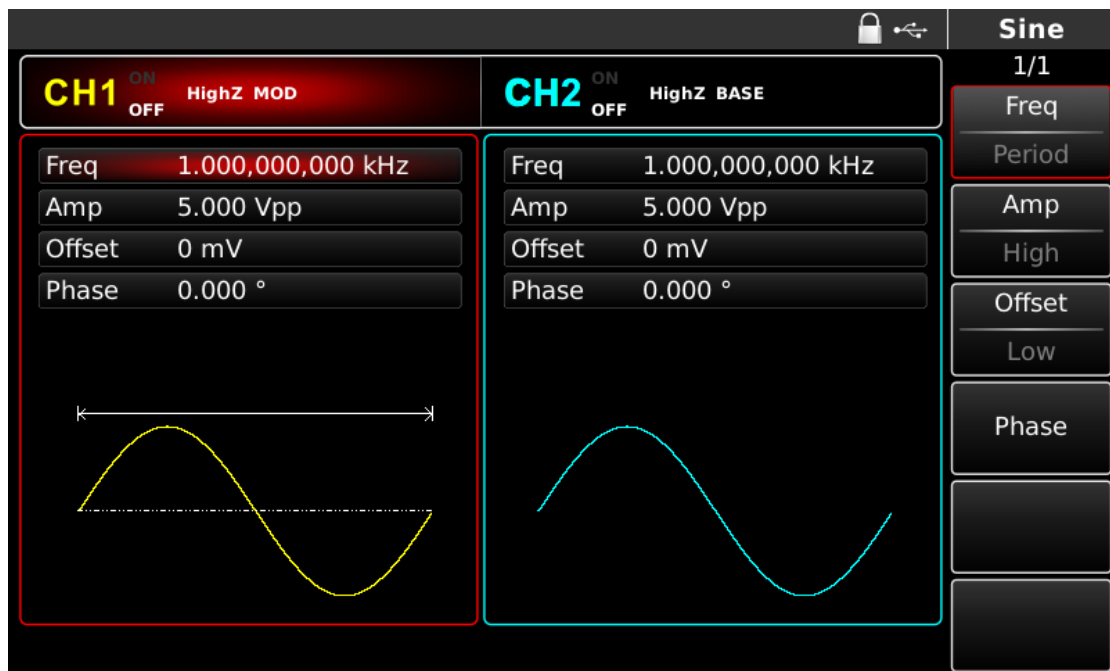 Sine
1/1
CH1 ON OFF HighZ MOD
CH2 ON OFF HighZ BASE
Freq 1.000,000,000 kHz
Amp 5.000 Vpp
Offset 0 mV
Phase 0.000 °
Freq 1.000,000,000 kHz
Amp 5.000 Vpp
Offset 0 mV
Phase 0.000 °
Freq
Period
Amp
High
Offset
Low
Phase